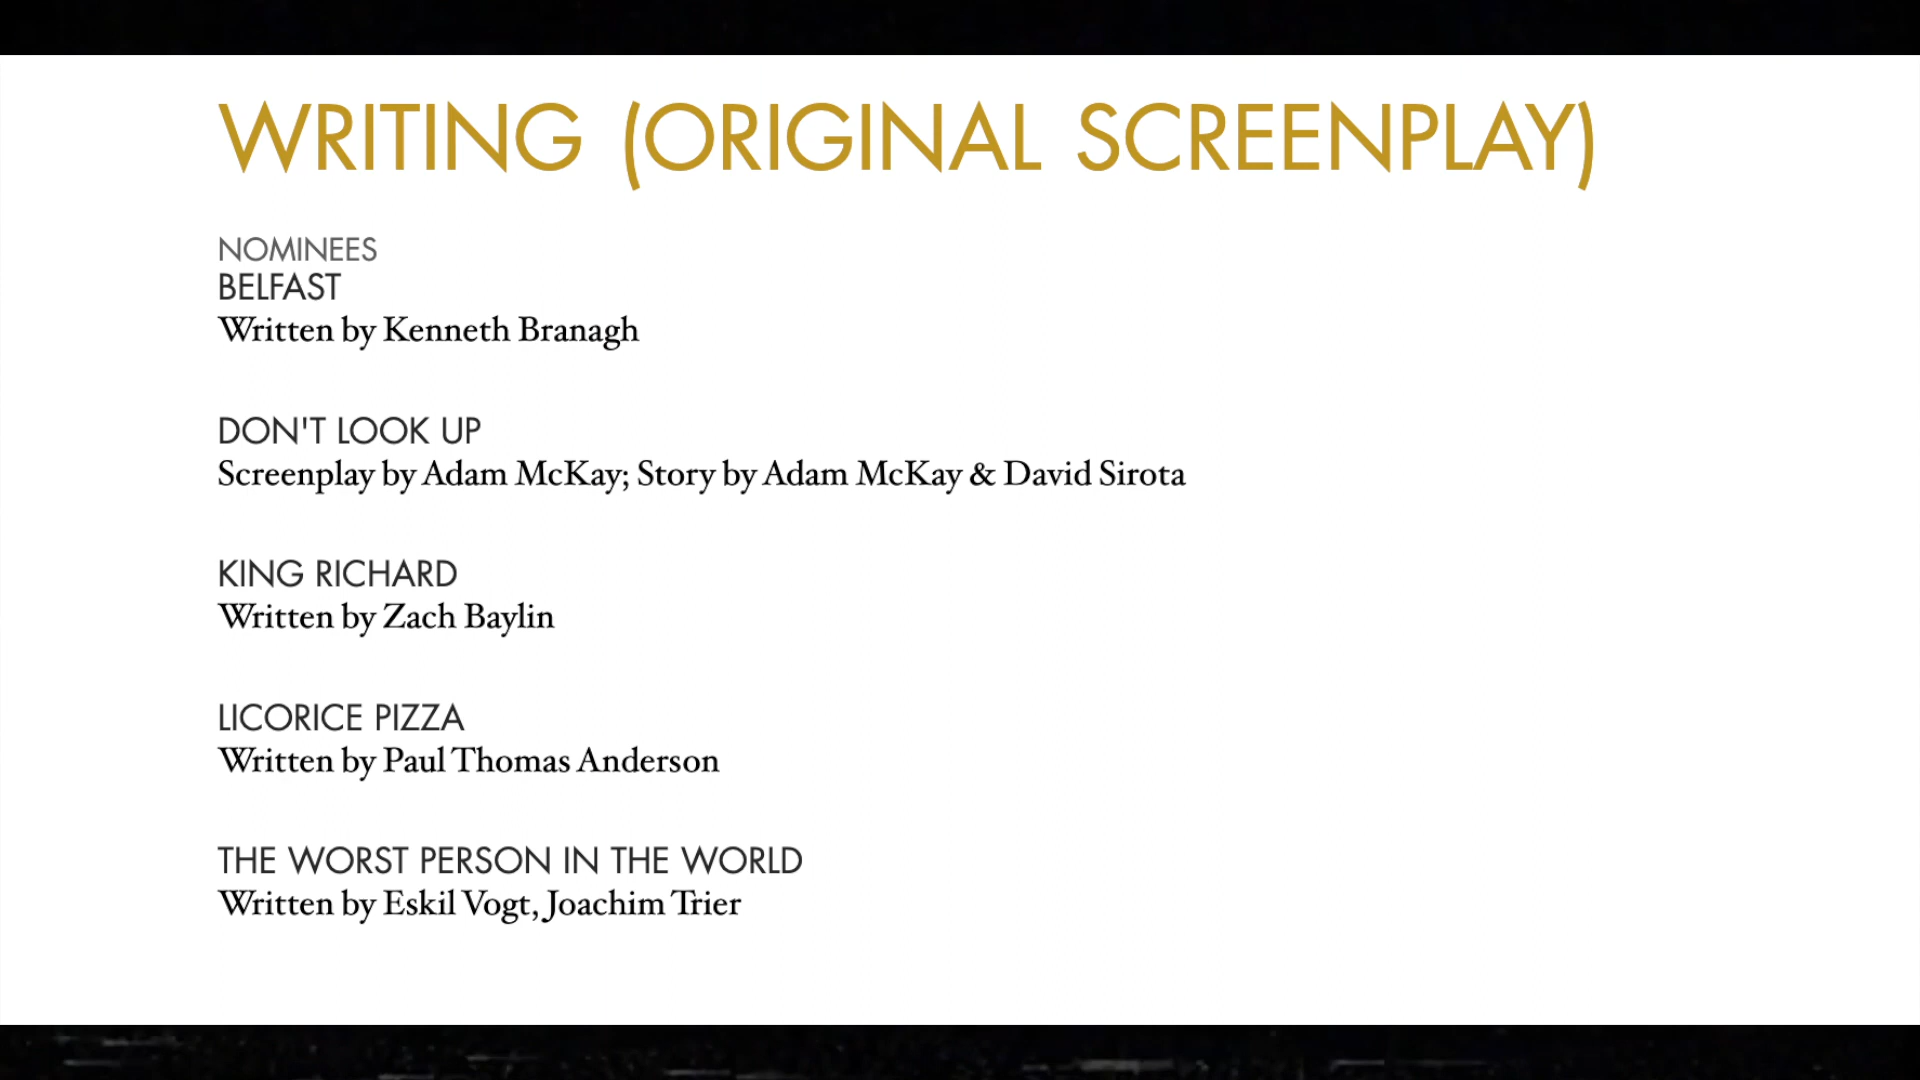 WRITING (ORIGINAL SCREENPLAY)
NOMINEES
BELFAST
Written by Kenneth Branagh
DON'T LOOK UP
Screenplay by Adam McKay; Story by Adam McKay & David Sirota
KING RICHARD
Written by Zach Baylin
LICORICE PIZZA
Written by Paul Thomas Anderson
THE WORST PERSON IN THE WORLD
Written by Eskil Vogt, Joachim Trier